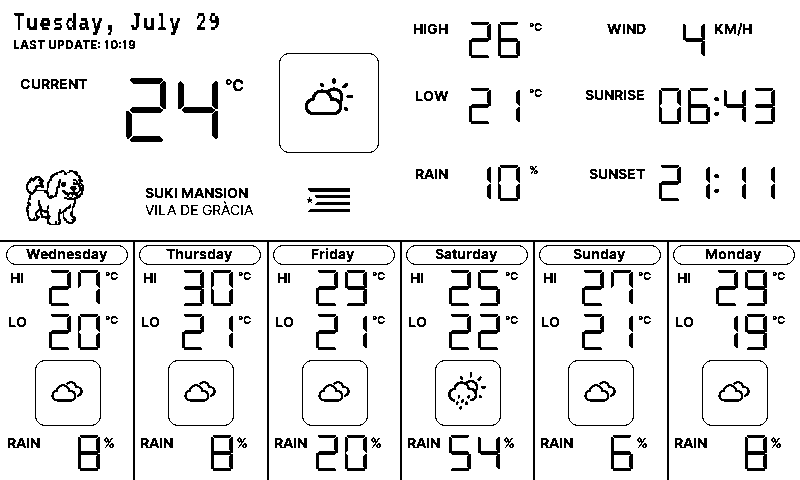 Tuesday, July 29
LAST UPDATE: 10:19
CURRENT 24 °C
HIGH 26 °C
WIND 4 KM/H
LOW 21 °C
SUNRISE 06:43
RAIN 10 %
SUNSET 21:11
SUKI MANSION
VILA DE GRÀCIA
Wednesday
HI 27 °C
LO 20 °C
RAIN 8 %
Thursday
HI 30 °C
LO 21 °C
RAIN 8 %
Friday
HI 29 °C
LO 21 °C
RAIN 20 %
Saturday
HI 25 °C
LO 22 °C
RAIN 54 %
Sunday
HI 27 °C
LO 21 °C
RAIN 6 %
Monday
HI 29 °C
LO 19 °C
RAIN 8 %